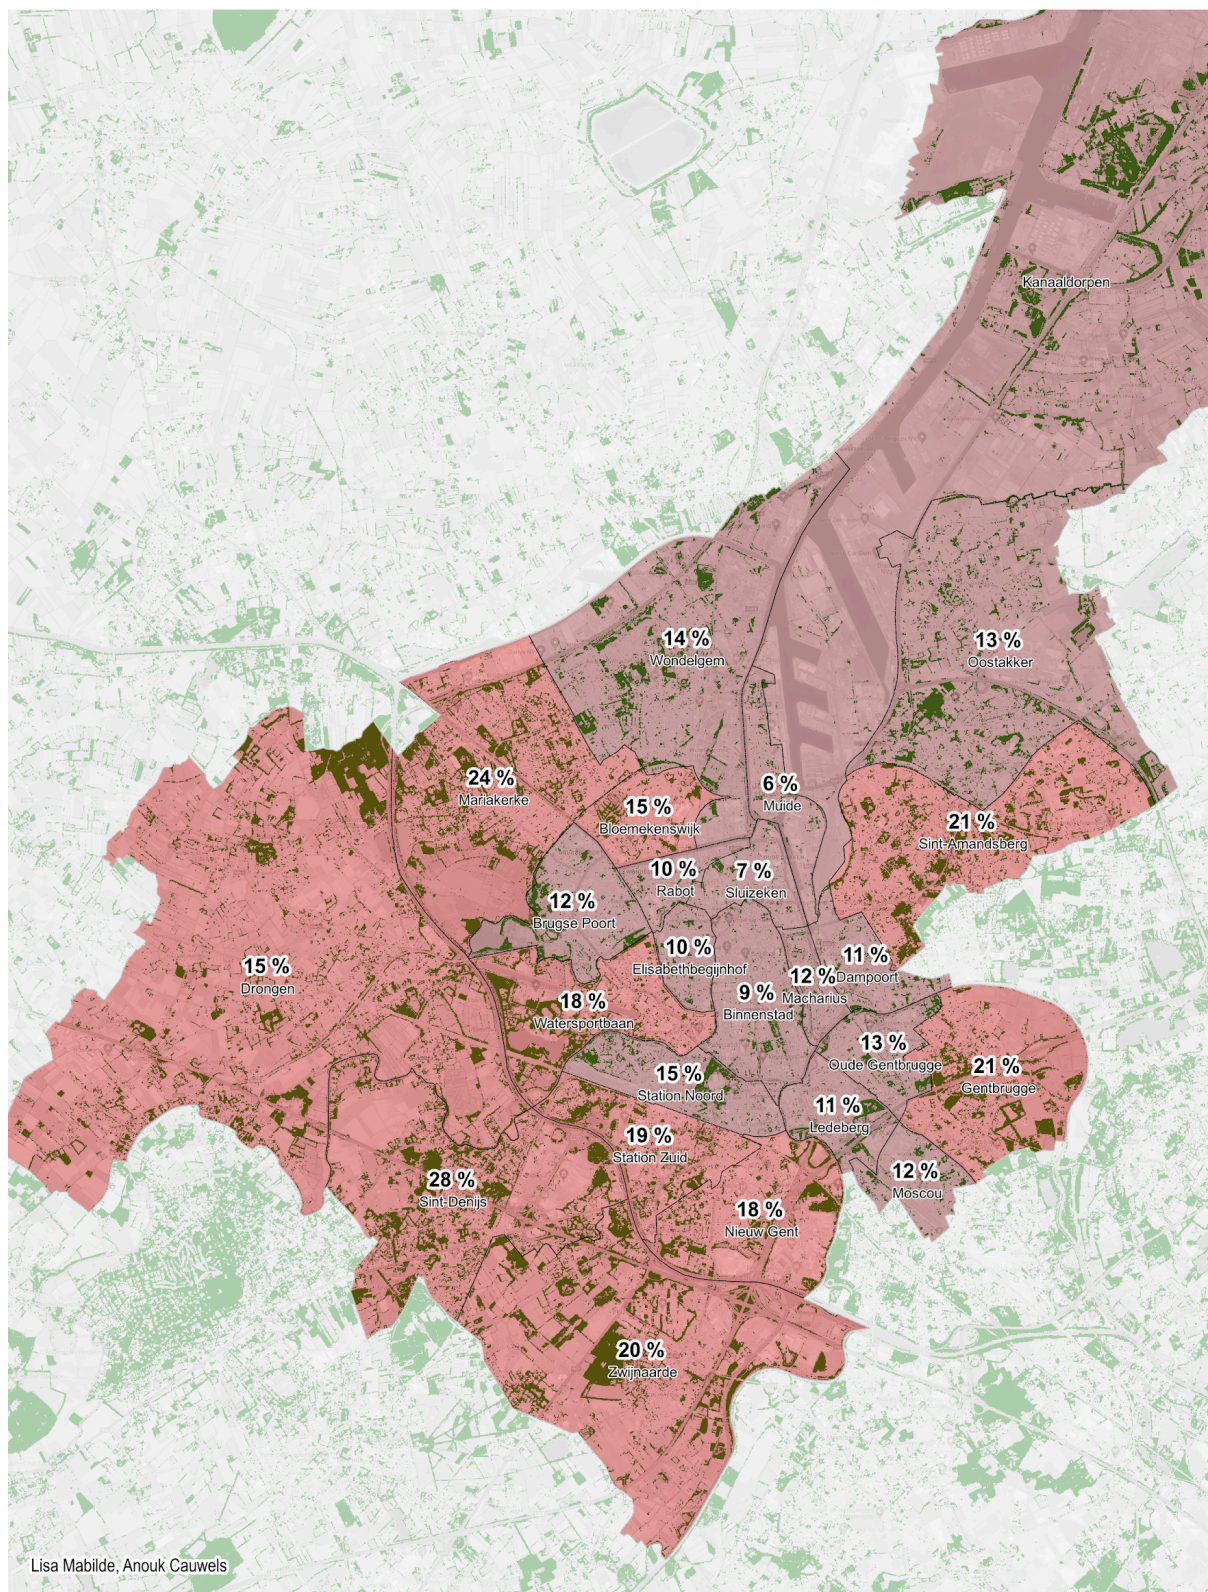 Kanaaldorpen
14 %
Wondelgem
13 %
Oostakker
24 %
Mariakerke
15 %
Bloemekenswijk
6 %
Muide
21 %
Sint-Amandsberg
10 %
Rabot
7 %
Sluizeken
12 %
Brugse Poort
10 %
Elisabethbegijnhof
11 %
Dampoort
15 %
Drongen
12 %
Macharius
9 %
Binnenstad
18 %
Watersportbaan
13 %
Oude Gentbrugge
21 %
Gentbrugge
15 %
Station Noord
11 %
Ledeberg
19 %
Station Zuid
12 %
Moscou
28 %
Sint-Denijs
18 %
Nieuw Gent
20 %
Zwijnaarde
Lisa Mabilde, Anouk Cauwels